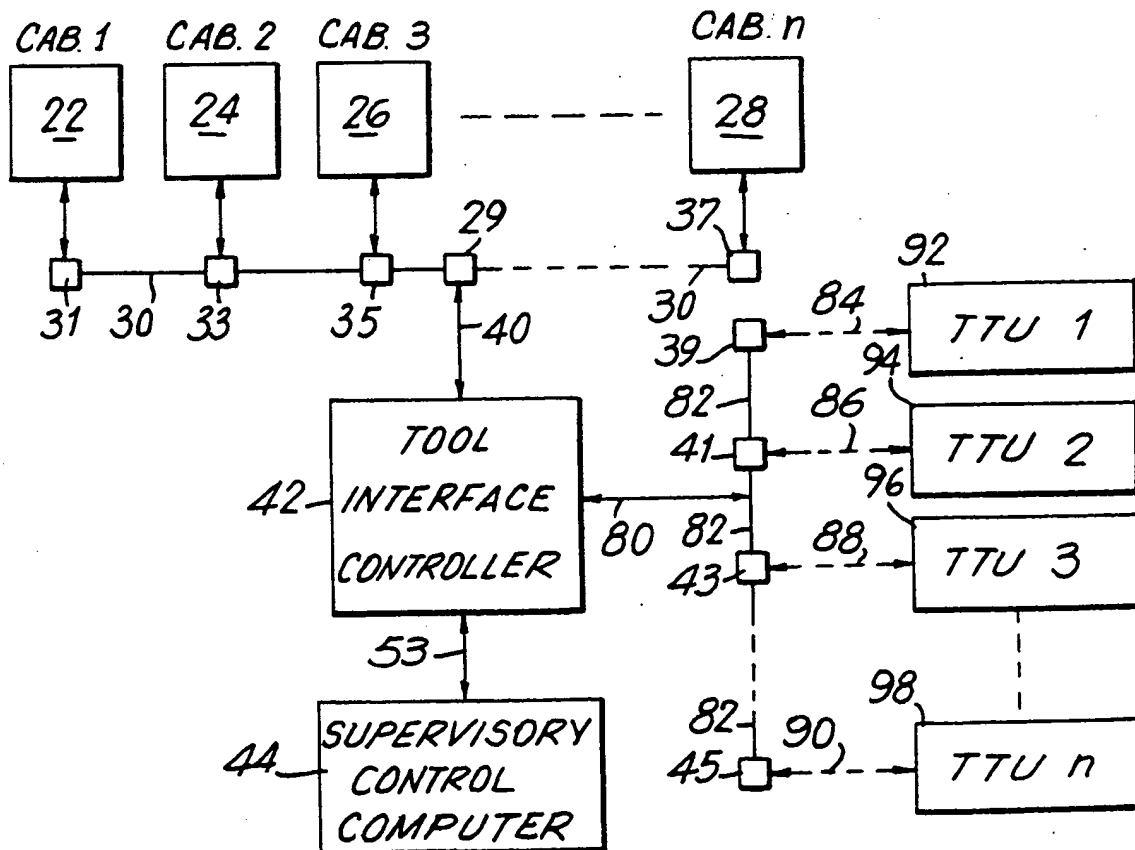 CAB. 1 CAB. 2 CAB. 3 CAB. n
22 24 26 28
29 37
31 30 33 35 40 30
92
84 TTU 1
39
94
82 86 TTU 2
41
96
42 TOOL INTERFACE CONTROLLER
80 82 88 TTU 3
43
53
98
82 90 TTU n
45
44 SUPERVISORY CONTROL COMPUTER